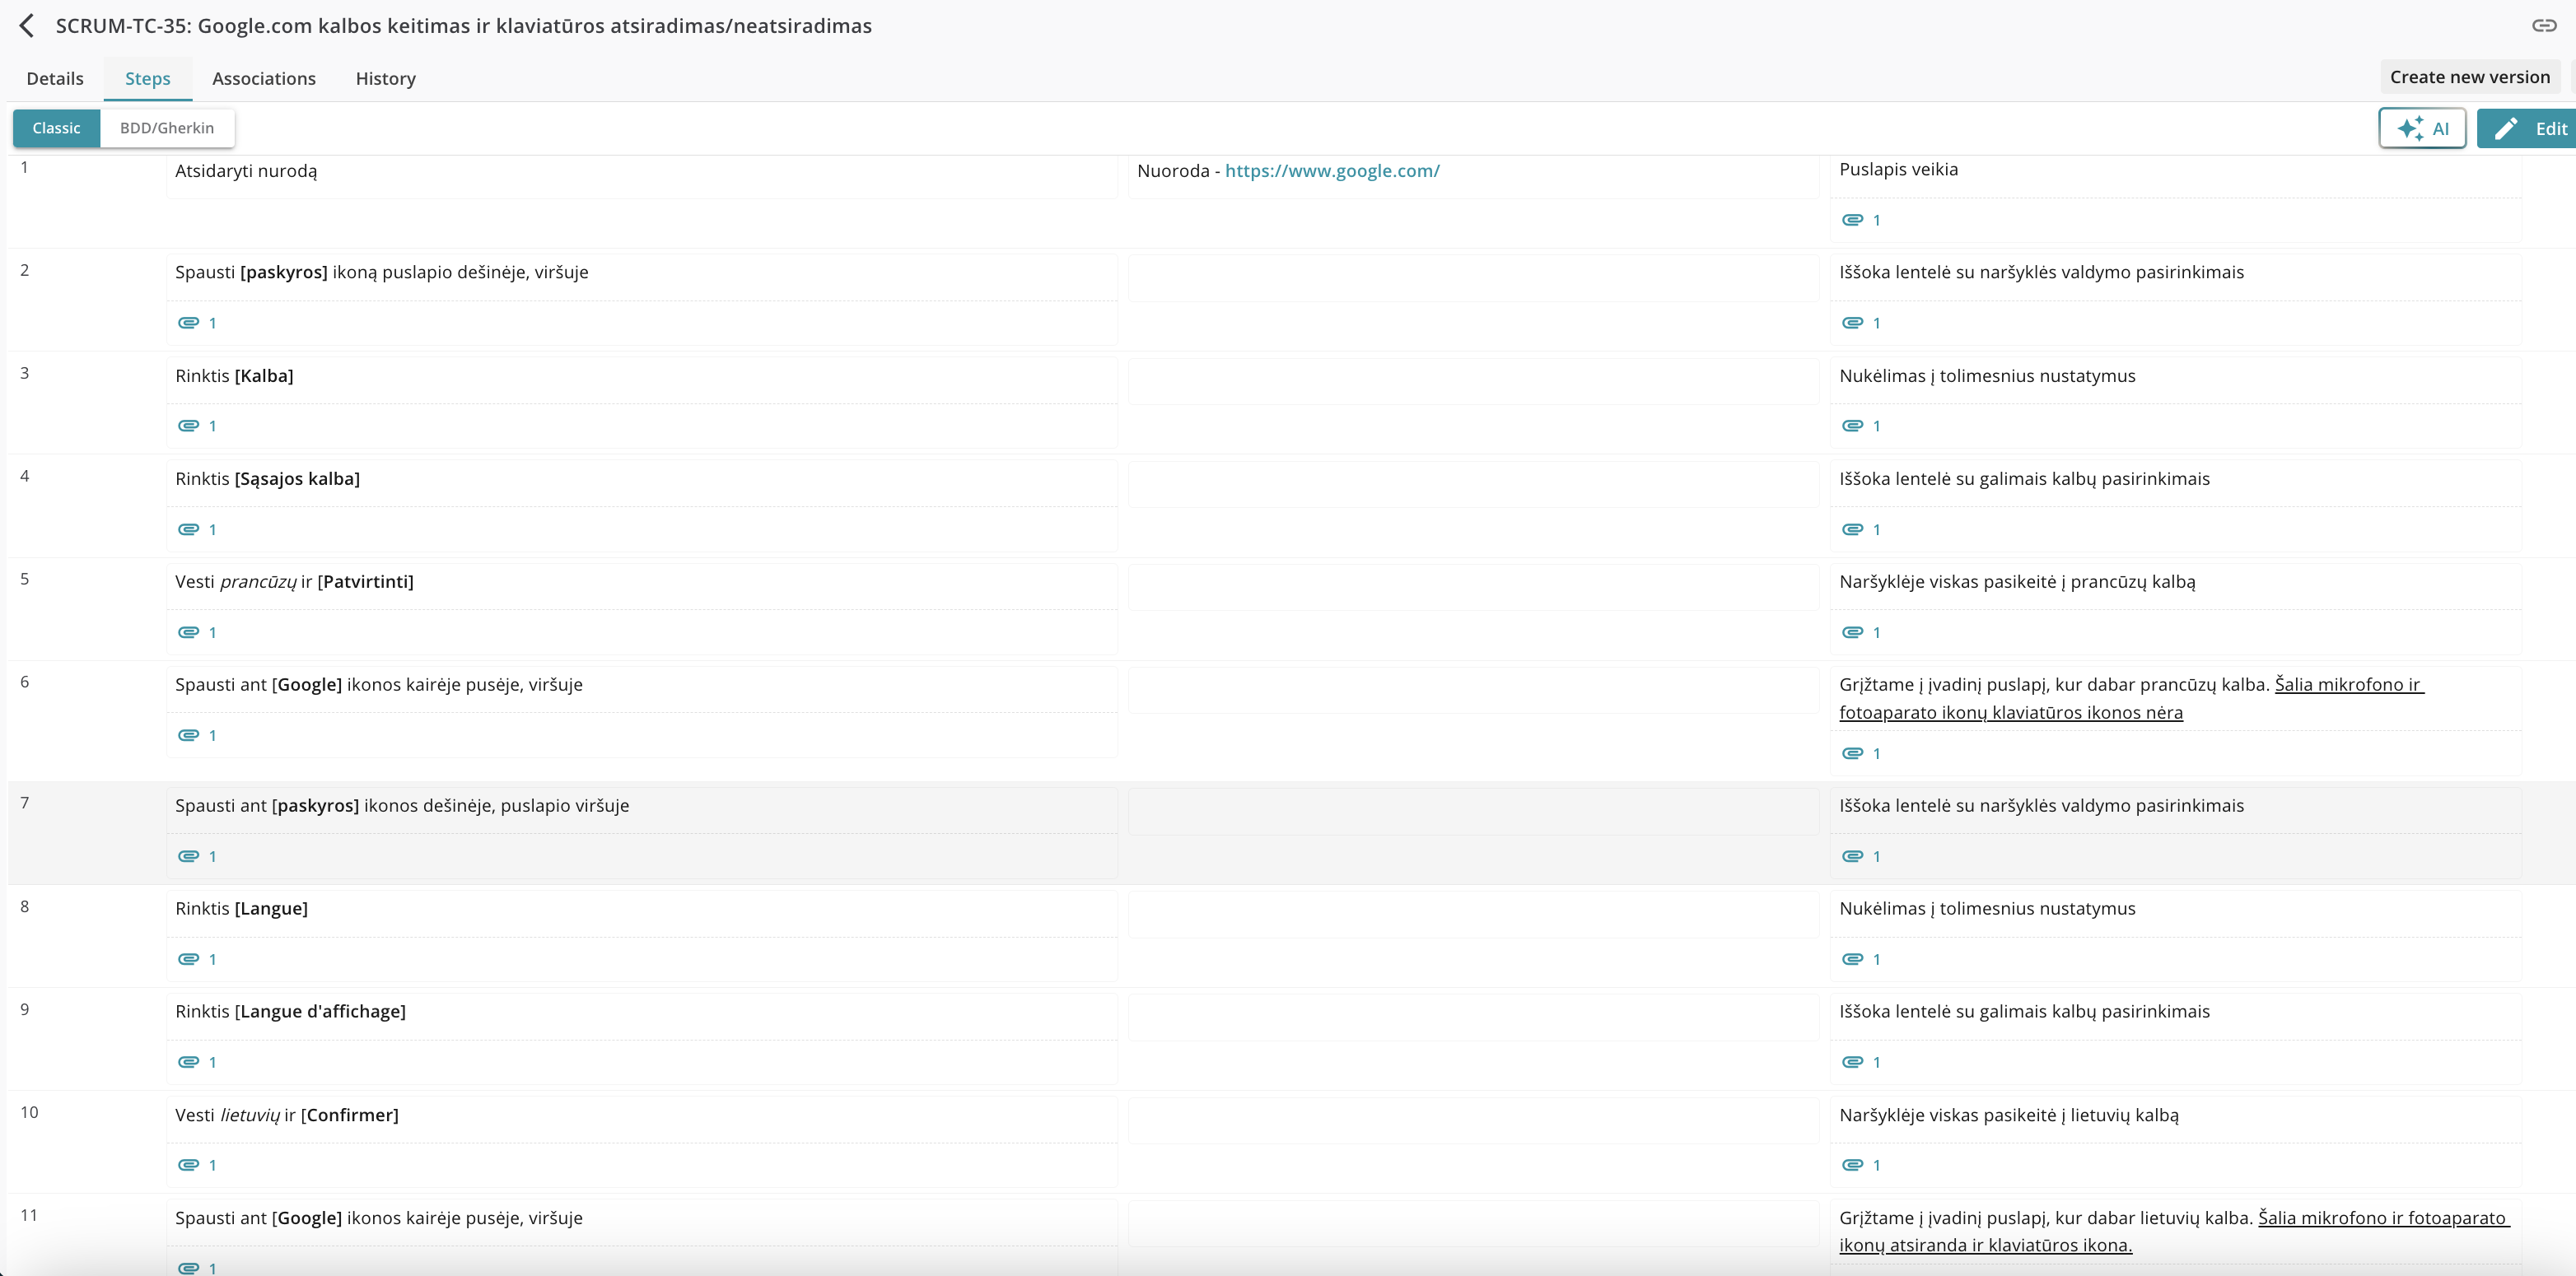 SCRUM-TC-35: Google.com kalbos keitimas ir klaviatūros atsiradimas/neatsiradimas
Details Steps Associations History Create new version
Classic BDD/Gherkin AI Edit
1 Atsidaryti nurodą Nuoroda - https://www.google.com/ Puslapis veikia
1
2 Spausti [paskyros] ikoną puslapio dešinėje, viršuje Iššoka lentelė su naršyklės valdymo pasirinkimais
1 1
3 Rinktis [Kalba] Nukėlimas į tolimesnius nustatymus
1 1
4 Rinktis [Sąsajos kalba] Iššoka lentelė su galimais kalbų pasirinkimais
1 1
5 Vesti prancūzų ir [Patvirtinti] Naršyklėje viskas pasikeitė į prancūzų kalbą
1 1
6 Spausti ant [Google] ikonos kairėje pusėje, viršuje Grįžtame į įvadinį puslapį, kur dabar prancūzų kalba. Šalia mikrofono ir
fotoaparato ikonų klaviatūros ikonos nėra
1 1
7 Spausti ant [paskyros] ikonos dešinėje, puslapio viršuje Iššoka lentelė su naršyklės valdymo pasirinkimais
1 1
8 Rinktis [Langue] Nukėlimas į tolimesnius nustatymus
1 1
9 Rinktis [Langue d'affichage] Iššoka lentelė su galimais kalbų pasirinkimais
1 1
10 Vesti lietuvių ir [Confirmer] Naršyklėje viskas pasikeitė į lietuvių kalbą
1 1
11 Spausti ant [Google] ikonos kairėje pusėje, viršuje Grįžtame į įvadinį puslapį, kur dabar lietuvių kalba. Šalia mikrofono ir fotoaparato
ikonų atsiranda ir klaviatūros ikona.
1